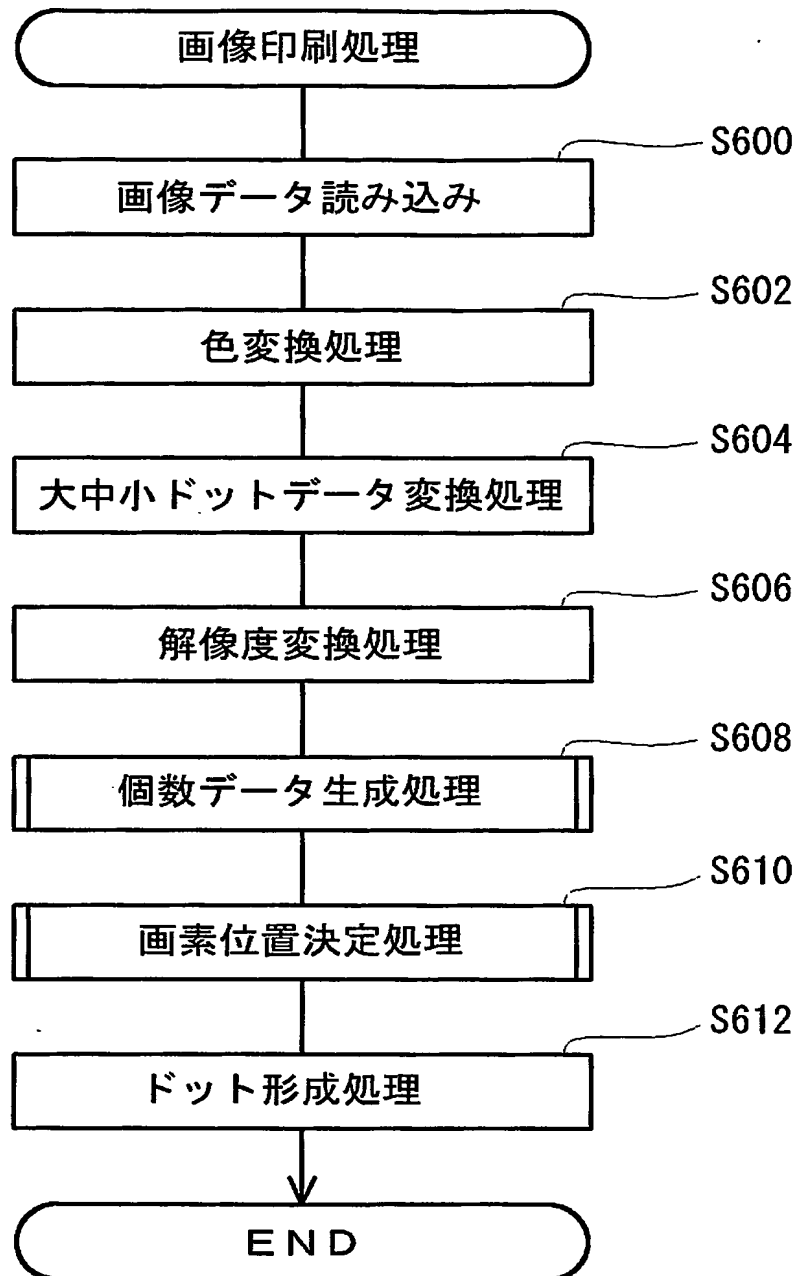 画像印刷処理
S600
画像データ読み込み
S602
色変換処理
S604
大中小ドットデータ変換処理
S606
解像度変換処理
S608
個数データ生成処理
S610
画素位置決定処理
S612
ドット形成処理
END